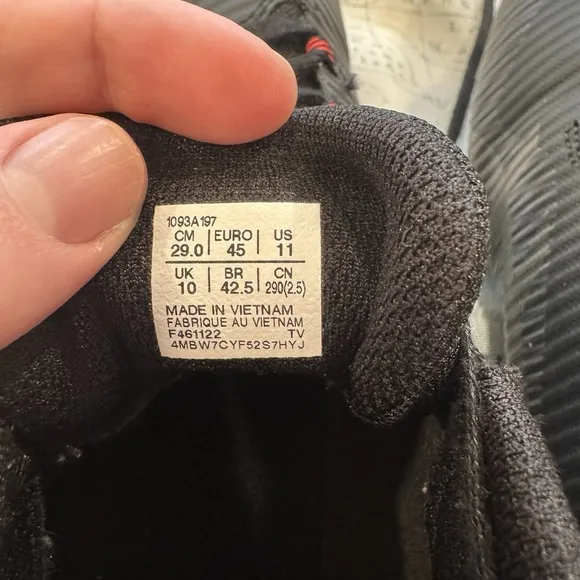 1093A197
CM EURO US
29.0 45 11
UK BR CN
10 42.5 290(2.5)
MADE IN VIETNAM
FABRIQUE AU VIETNAM
F461122 TV
4MBW7CYF52S7HYJ